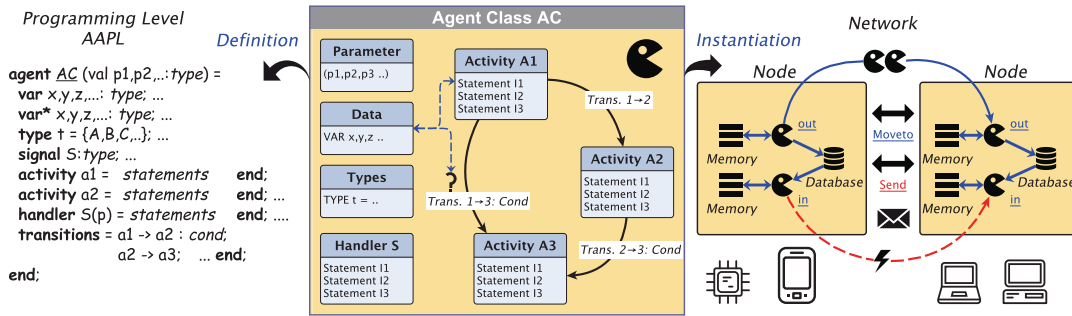 Programming Level
AAPL
agent AC (val p1,p2,..:type) =
var x,y,z,...: type; ...
var* x,y,z,...: type; ...
type t = {A,B,C,..}; ...
signal S:type; ...
activity a1 = statements end;
activity a2 = statements end; ...
handler S(p) = statements end; ....
transitions = a1 -> a2 : cond;
a2 -> a3; ... end;
end;
Definition
Agent Class AC
Parameter
(p1,p2,p3 ..)
Data
VAR x,y,z ..
Types
TYPE t = ..
Handler S
Statement I1
Statement I2
Statement I3
Activity A1
Statement I1
Statement I2
Statement I3
Trans. 1→2
Activity A2
Statement I1
Statement I2
Statement I3
?
Trans. 1→3: Cond
Trans. 2→3: Cond
Activity A3
Statement I1
Statement I2
Statement I3
Instantiation
Network
Node
Node
out
Memory
Database
Memory
in
Moveto
Send
out
Memory
Database
Memory
in